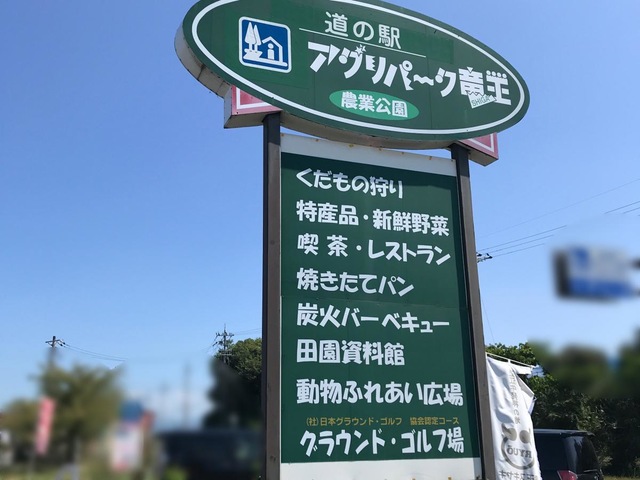 道の駅
アグリパーク竜王
SHIGA
農業公園
くだもの狩り
特産品・新鮮野菜
喫茶・レストラン
焼きたてパン
炭火バーベキュー
田園資料館
動物ふれあい広場
(社)日本グラウンド・ゴルフ 協会認定コース
グラウンド・ゴルフ場